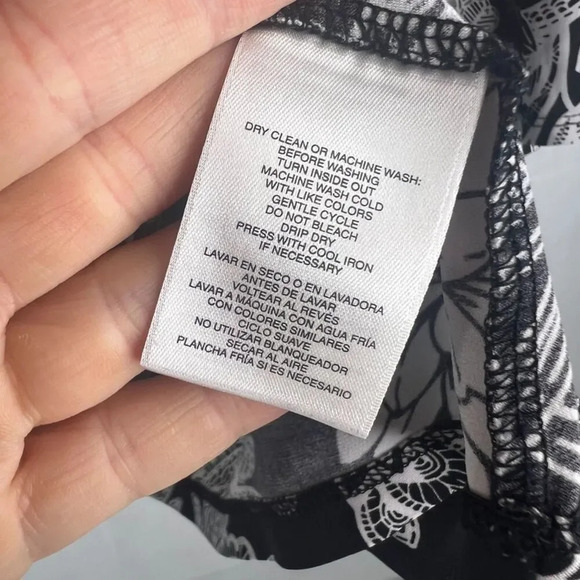 DRY CLEAN OR MACHINE WASH:
BEFORE WASHING
TURN INSIDE OUT
MACHINE WASH COLD
WITH LIKE COLORS
GENTLE CYCLE
DO NOT BLEACH
DRIP DRY
PRESS WITH COOL IRON
IF NECESSARY
LAVAR EN SECO O EN LAVADORA
ANTES DE LAVAR
VOLTEAR AL REVÉS
LAVAR A MÁQUINA CON AGUA FRÍA
CON COLORES SIMILARES
CICLO SUAVE
NO UTILIZAR BLANQUEADOR
SECAR AL AIRE
PLANCHA FRÍA SI ES NECESARIO